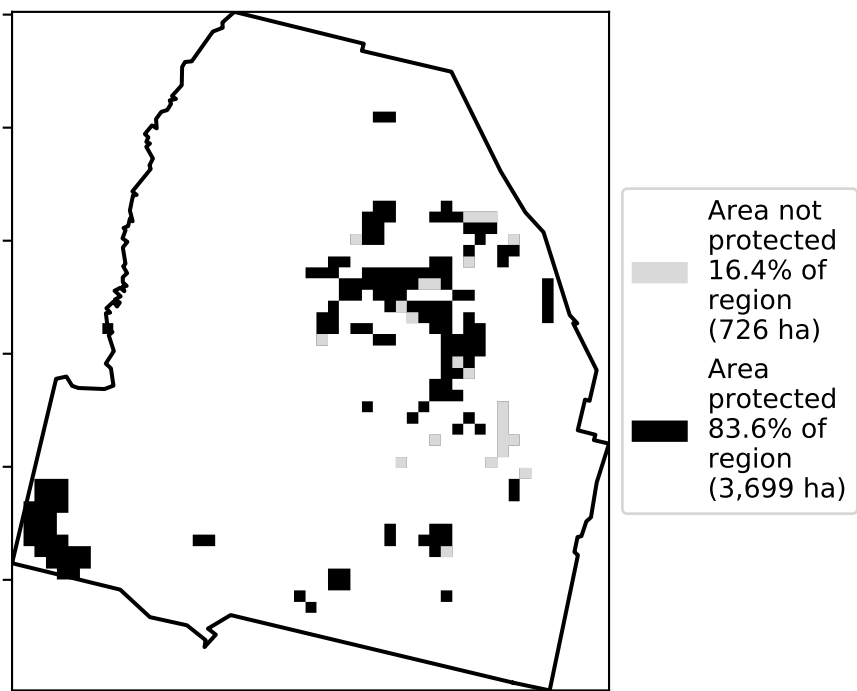 Area not
protected
16.4% of
region
(726 ha)
Area
protected
83.6% of
region
(3,699 ha)